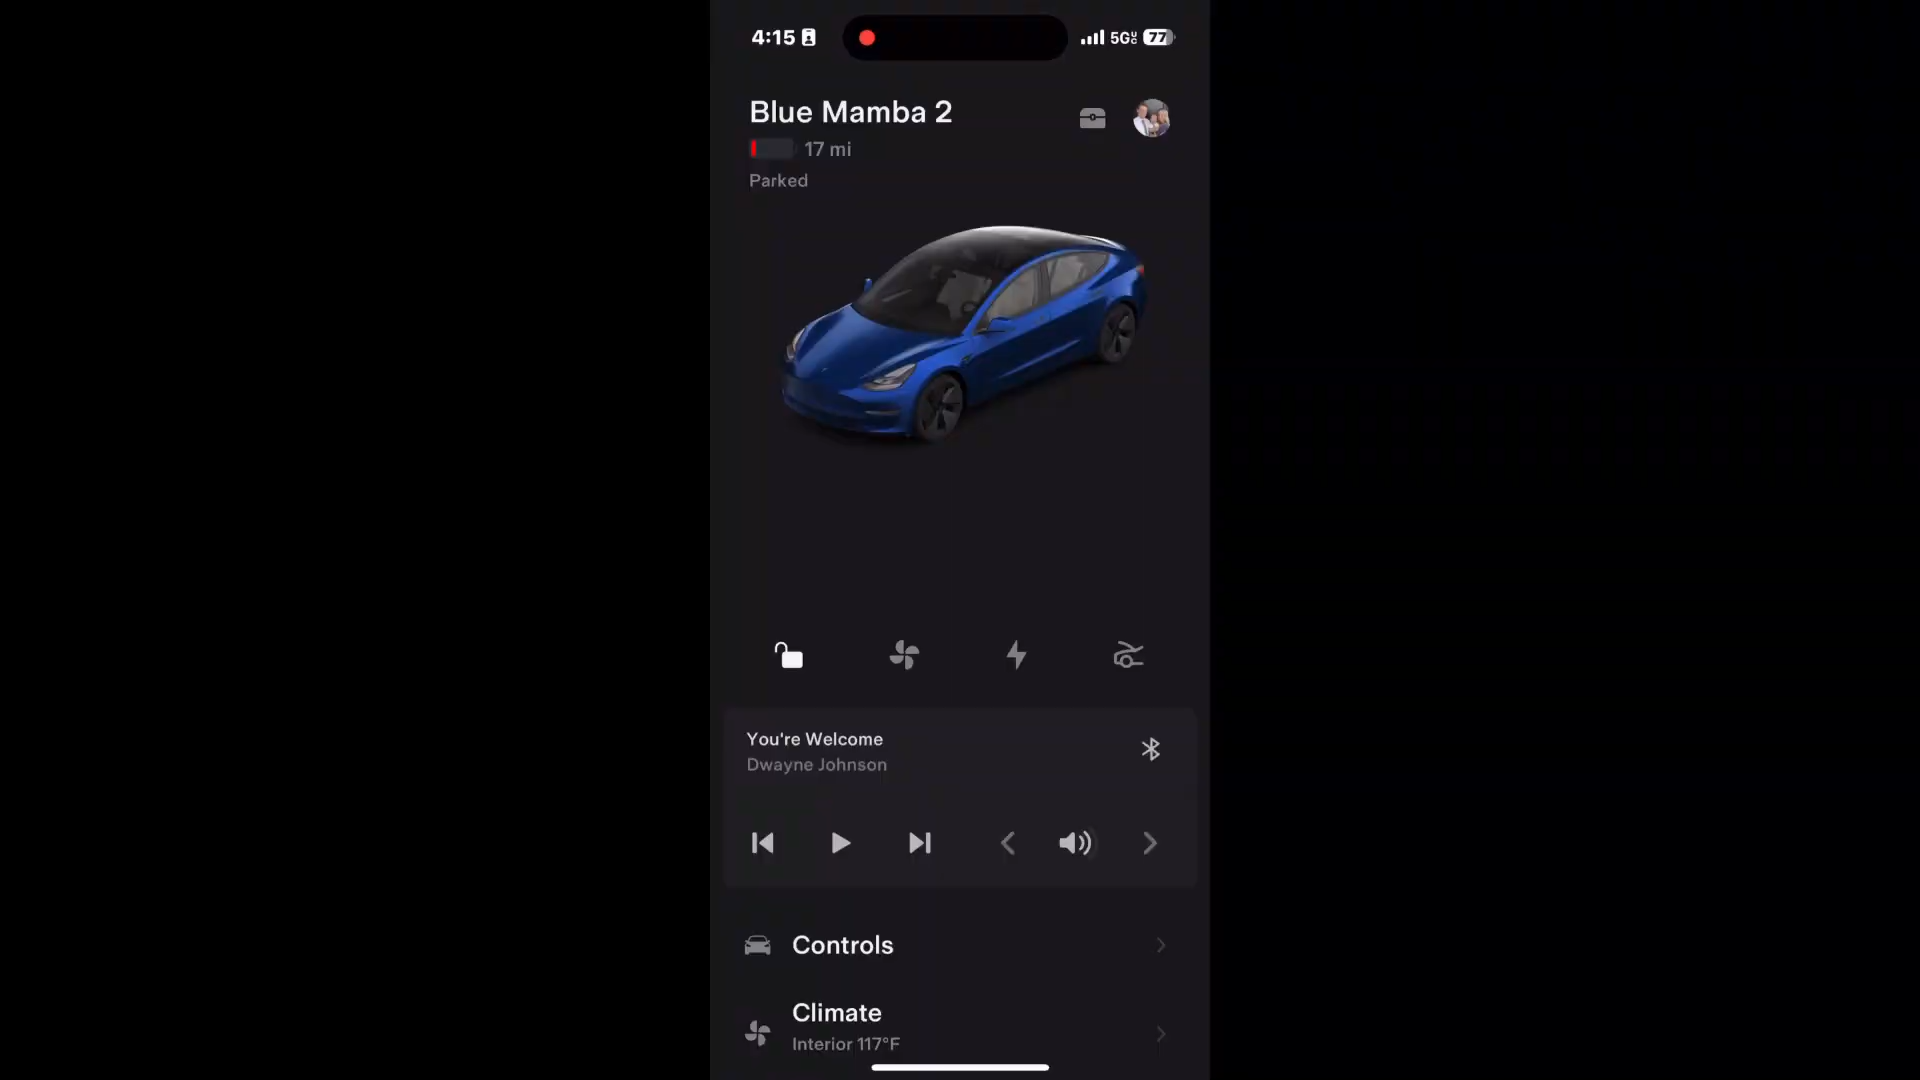 4:15
5G UC
77
Blue Mamba 2
17 mi
Parked
You're Welcome
Dwayne Johnson
Controls
Climate
Interior 117°F